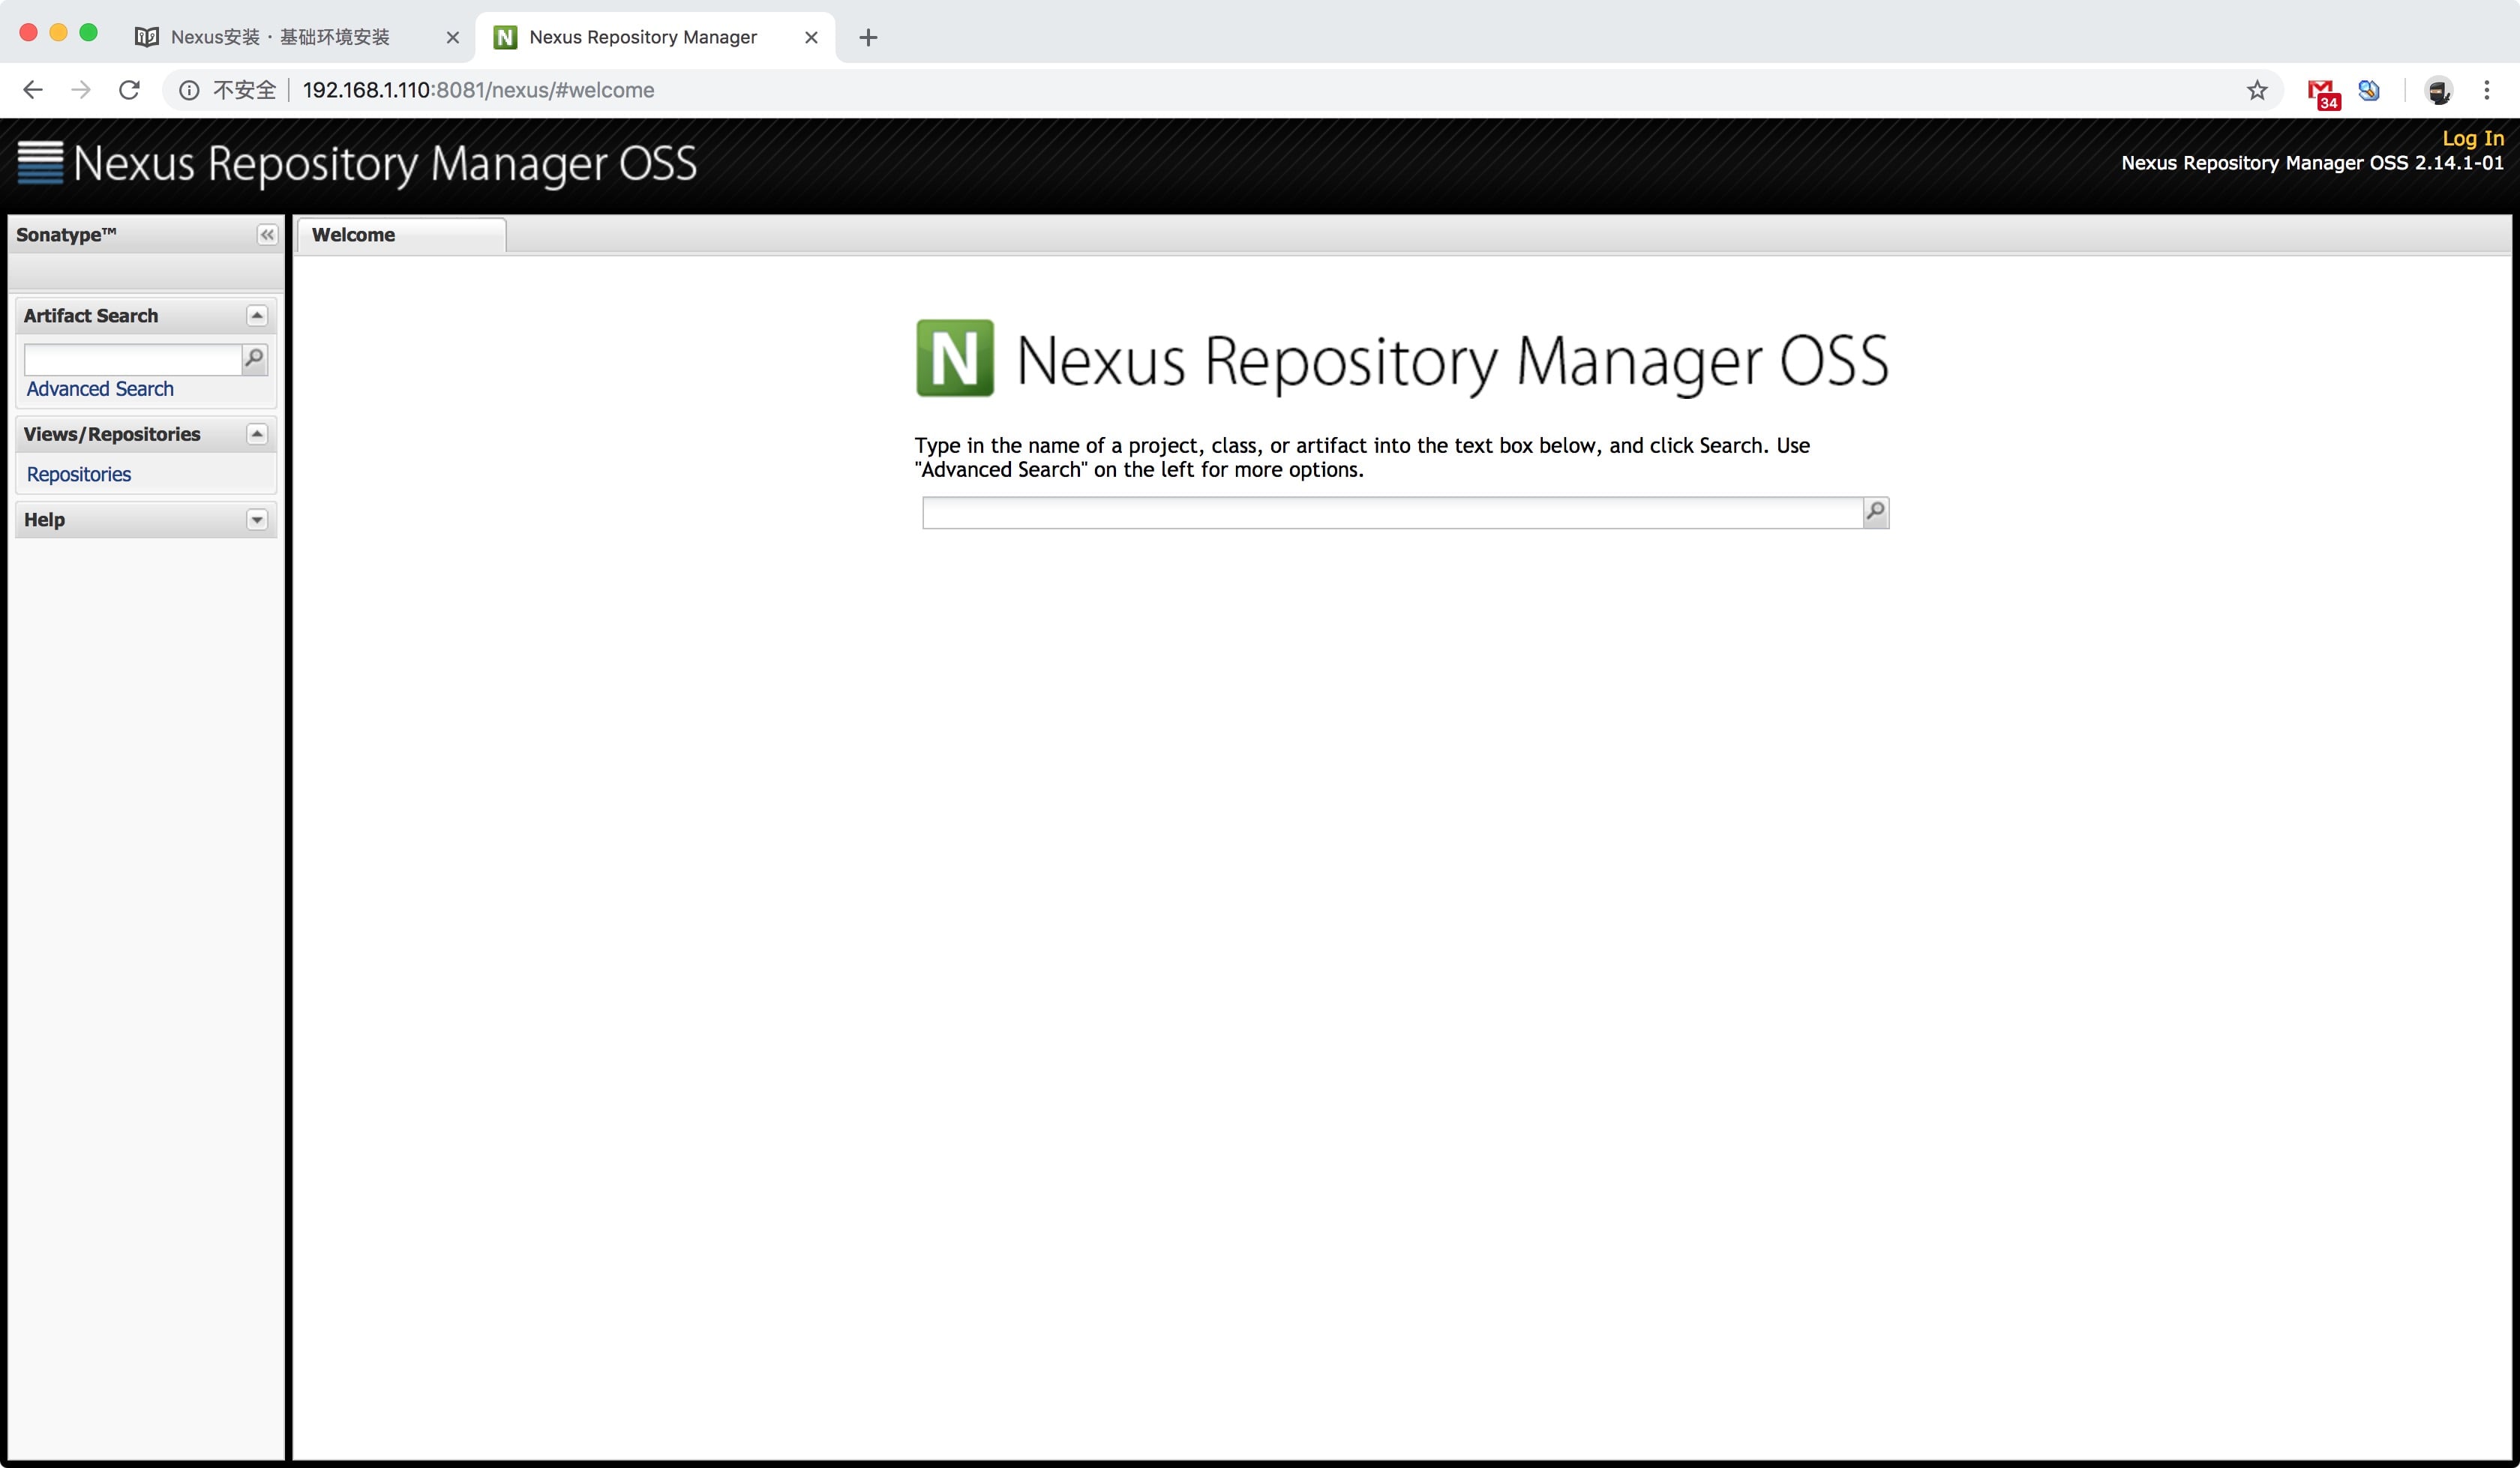 Nexus安装 · 基础环境安装
Nexus Repository Manager
不安全
192.168.1.110:8081/nexus/#welcome
34
Nexus Repository Manager OSS
Log In
Nexus Repository Manager OSS 2.14.1-01
Sonatype™
Welcome
Artifact Search
Advanced Search
Views/Repositories
Repositories
Help
N Nexus Repository Manager OSS
Type in the name of a project, class, or artifact into the text box below, and click Search. Use
"Advanced Search" on the left for more options.